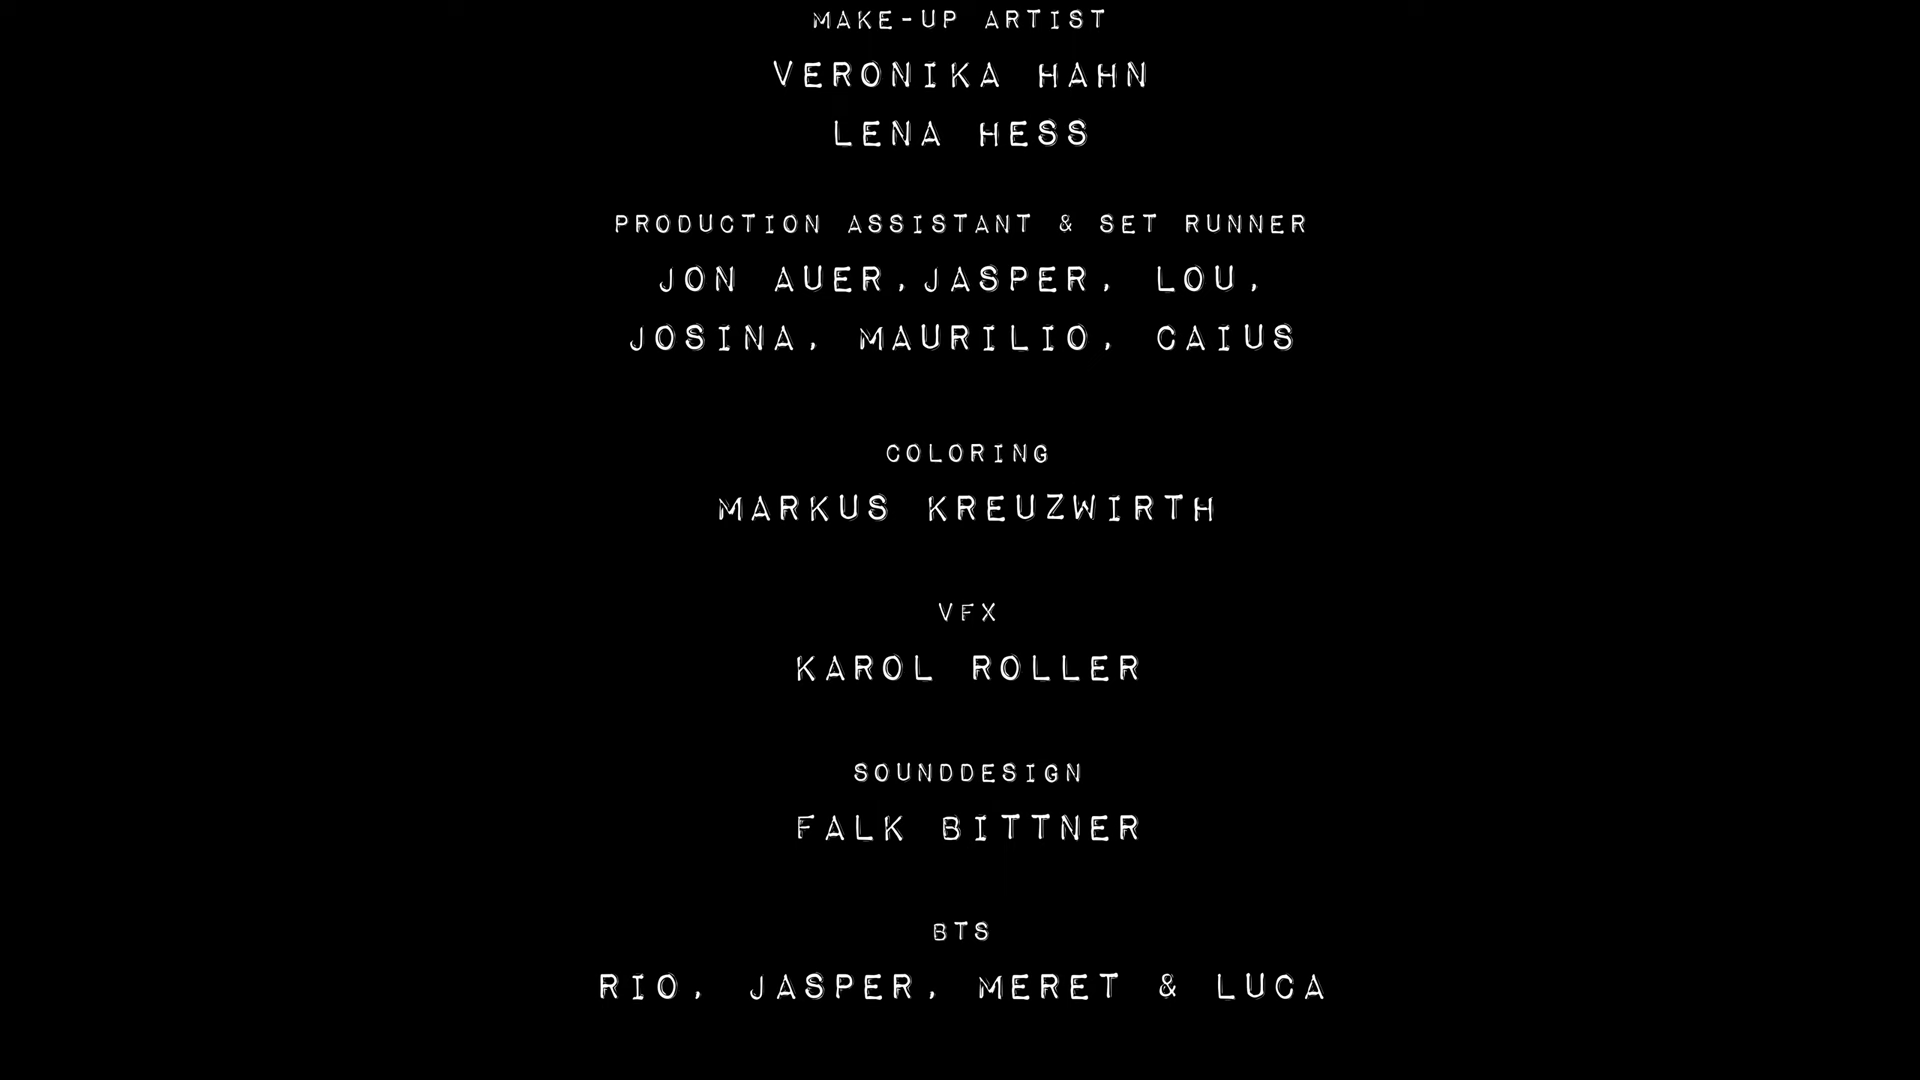 MAKE-UP ARTIST
VERONIKA HAHN
LENA HESS
PRODUCTION ASSISTANT & SET RUNNER
JON AUER,JASPER, LOU,
JOSINA, MAURILIO, CAIUS
COLORING
MARKUS KREUZWIRTH
VFX
KAROL ROLLER
SOUNDDESIGN
FALK BITTNER
BTS
RIO, JASPER, MERET & LUCA